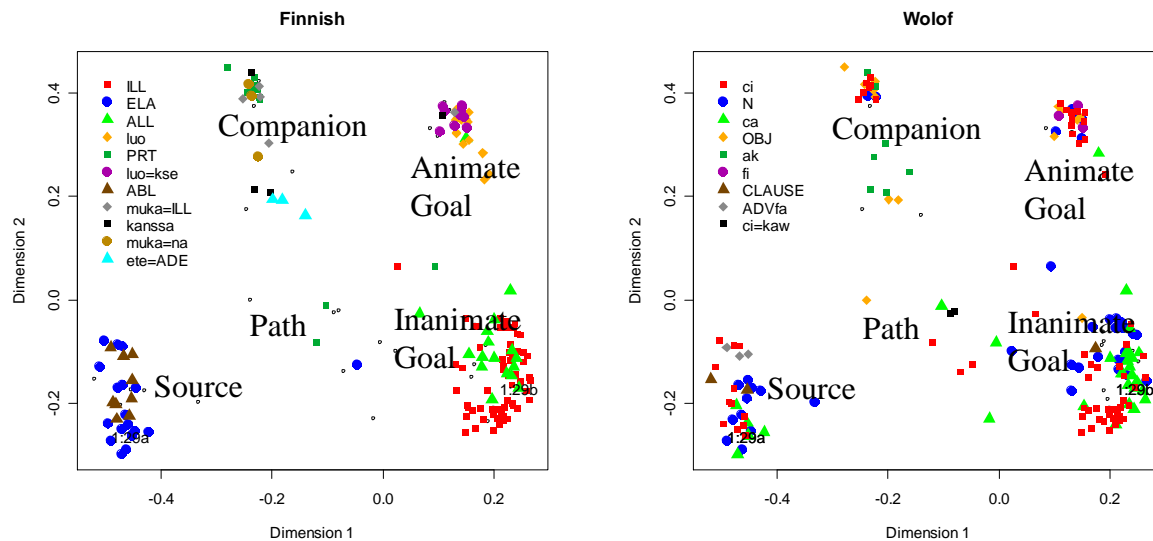 Finnish
ILL
ELA
ALL
luo
PRT
luo=kse
ABL
muka=ILL
kanssa
muka=na
ete=ADE
Companion
Animate
Goal
Path
Inanimate
Goal
Source
1:29b
1:29a
0.4
0.2
0.0
-0.2
Dimension 2
-0.4
-0.2
0.0
0.2
Dimension 1
Wolof
ci
N
ca
OBJ
ak
fi
CLAUSE
ADVfa
ci=kaw
Companion
Animate
Goal
Path
Inanimate
Goal
Source
1:29b
1:29a
0.4
0.2
0.0
-0.2
Dimension 2
-0.4
-0.2
0.0
0.2
Dimension 1